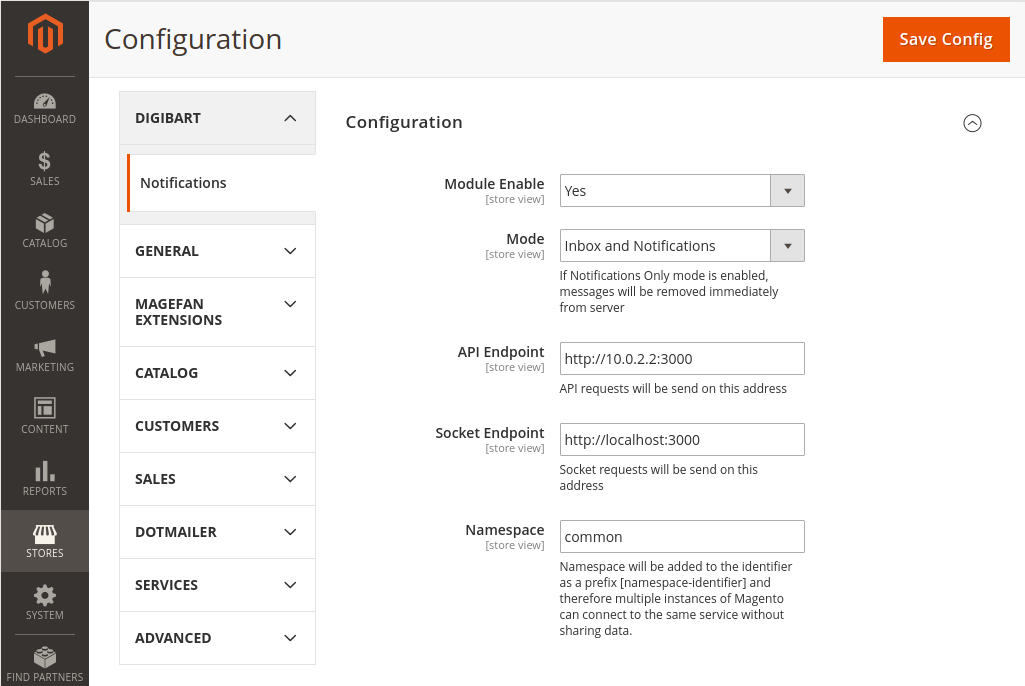 Configuration
Save Config
DASHBOARD
SALES
CATALOG
CUSTOMERS
MARKETING
CONTENT
REPORTS
STORES
SYSTEM
FIND PARTNERS
DIGIBART
Notifications
GENERAL
MAGEFAN
EXTENSIONS
CATALOG
CUSTOMERS
SALES
DOTMAILER
SERVICES
ADVANCED
Configuration
Module Enable
[store view]
Yes
Mode
[store view]
Inbox and Notifications
If Notifications Only mode is enabled,
messages will be removed immediately
from server
API Endpoint
[store view]
http://10.0.2.2:3000
API requests will be send on this address
Socket Endpoint
[store view]
http://localhost:3000
Socket requests will be send on this
address
Namespace
[store view]
common
Namespace will be added to the identifier
as a prefix [namespace-identifier] and
therefore multiple instances of Magento
can connect to the same service without
sharing data.